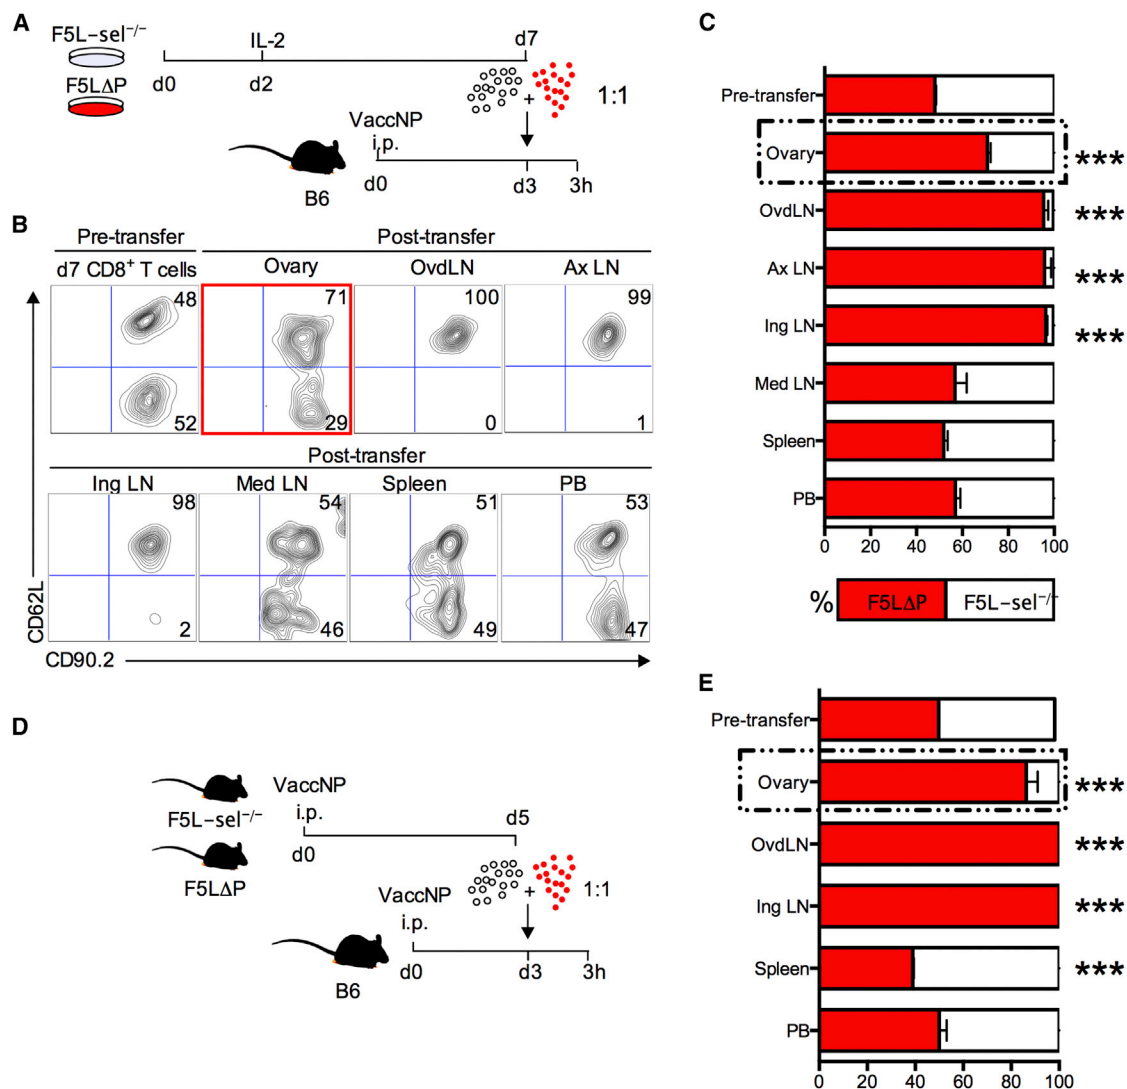 A
F5L-sel⁻/⁻
IL-2
d7
F5LΔP
d0
d2
+
1:1
VaccNP
i.p.
B6
d0
d3
3h
B
Pre-transfer
Post-transfer
d7 CD8⁺ T cells
Ovary
OvdLN
Ax LN
48
71
100
99
52
29
0
1
Post-transfer
Ing LN
Med LN
Spleen
PB
98
54
51
53
2
46
49
47
CD62L
CD90.2
C
Pre-transfer
Ovary
***
OvdLN
***
Ax LN
***
Ing LN
***
Med LN
Spleen
PB
0 20 40 60 80 100
% F5LΔP F5L-sel⁻/⁻
D
VaccNP
i.p.
d5
F5L-sel⁻/⁻
d0
F5LΔP
VaccNP
+
1:1
i.p.
B6
d0
d3
3h
E
Pre-transfer
Ovary
***
OvdLN
***
Ing LN
***
Spleen
***
PB
0 20 40 60 80 100